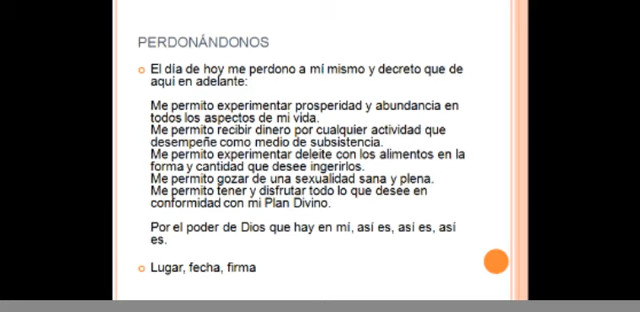 PERDONÁNDONOS
El día de hoy me perdono a mí mismo y decreto que de
aquí en adelante:
Me permito experimentar prosperidad y abundancia en
todos los aspectos de mi vida.
Me permito recibir dinero por cualquier actividad que
desempeñe como medio de subsistencia.
Me permito experimentar deleite con los alimentos en la
forma y cantidad que desee ingerirlos.
Me permito gozar de una sexualidad sana y plena.
Me permito tener y disfrutar todo lo que desee en
conformidad con mi Plan Divino.
Por el poder de Dios que hay en mí, así es, así es, así
es.
Lugar, fecha, firma